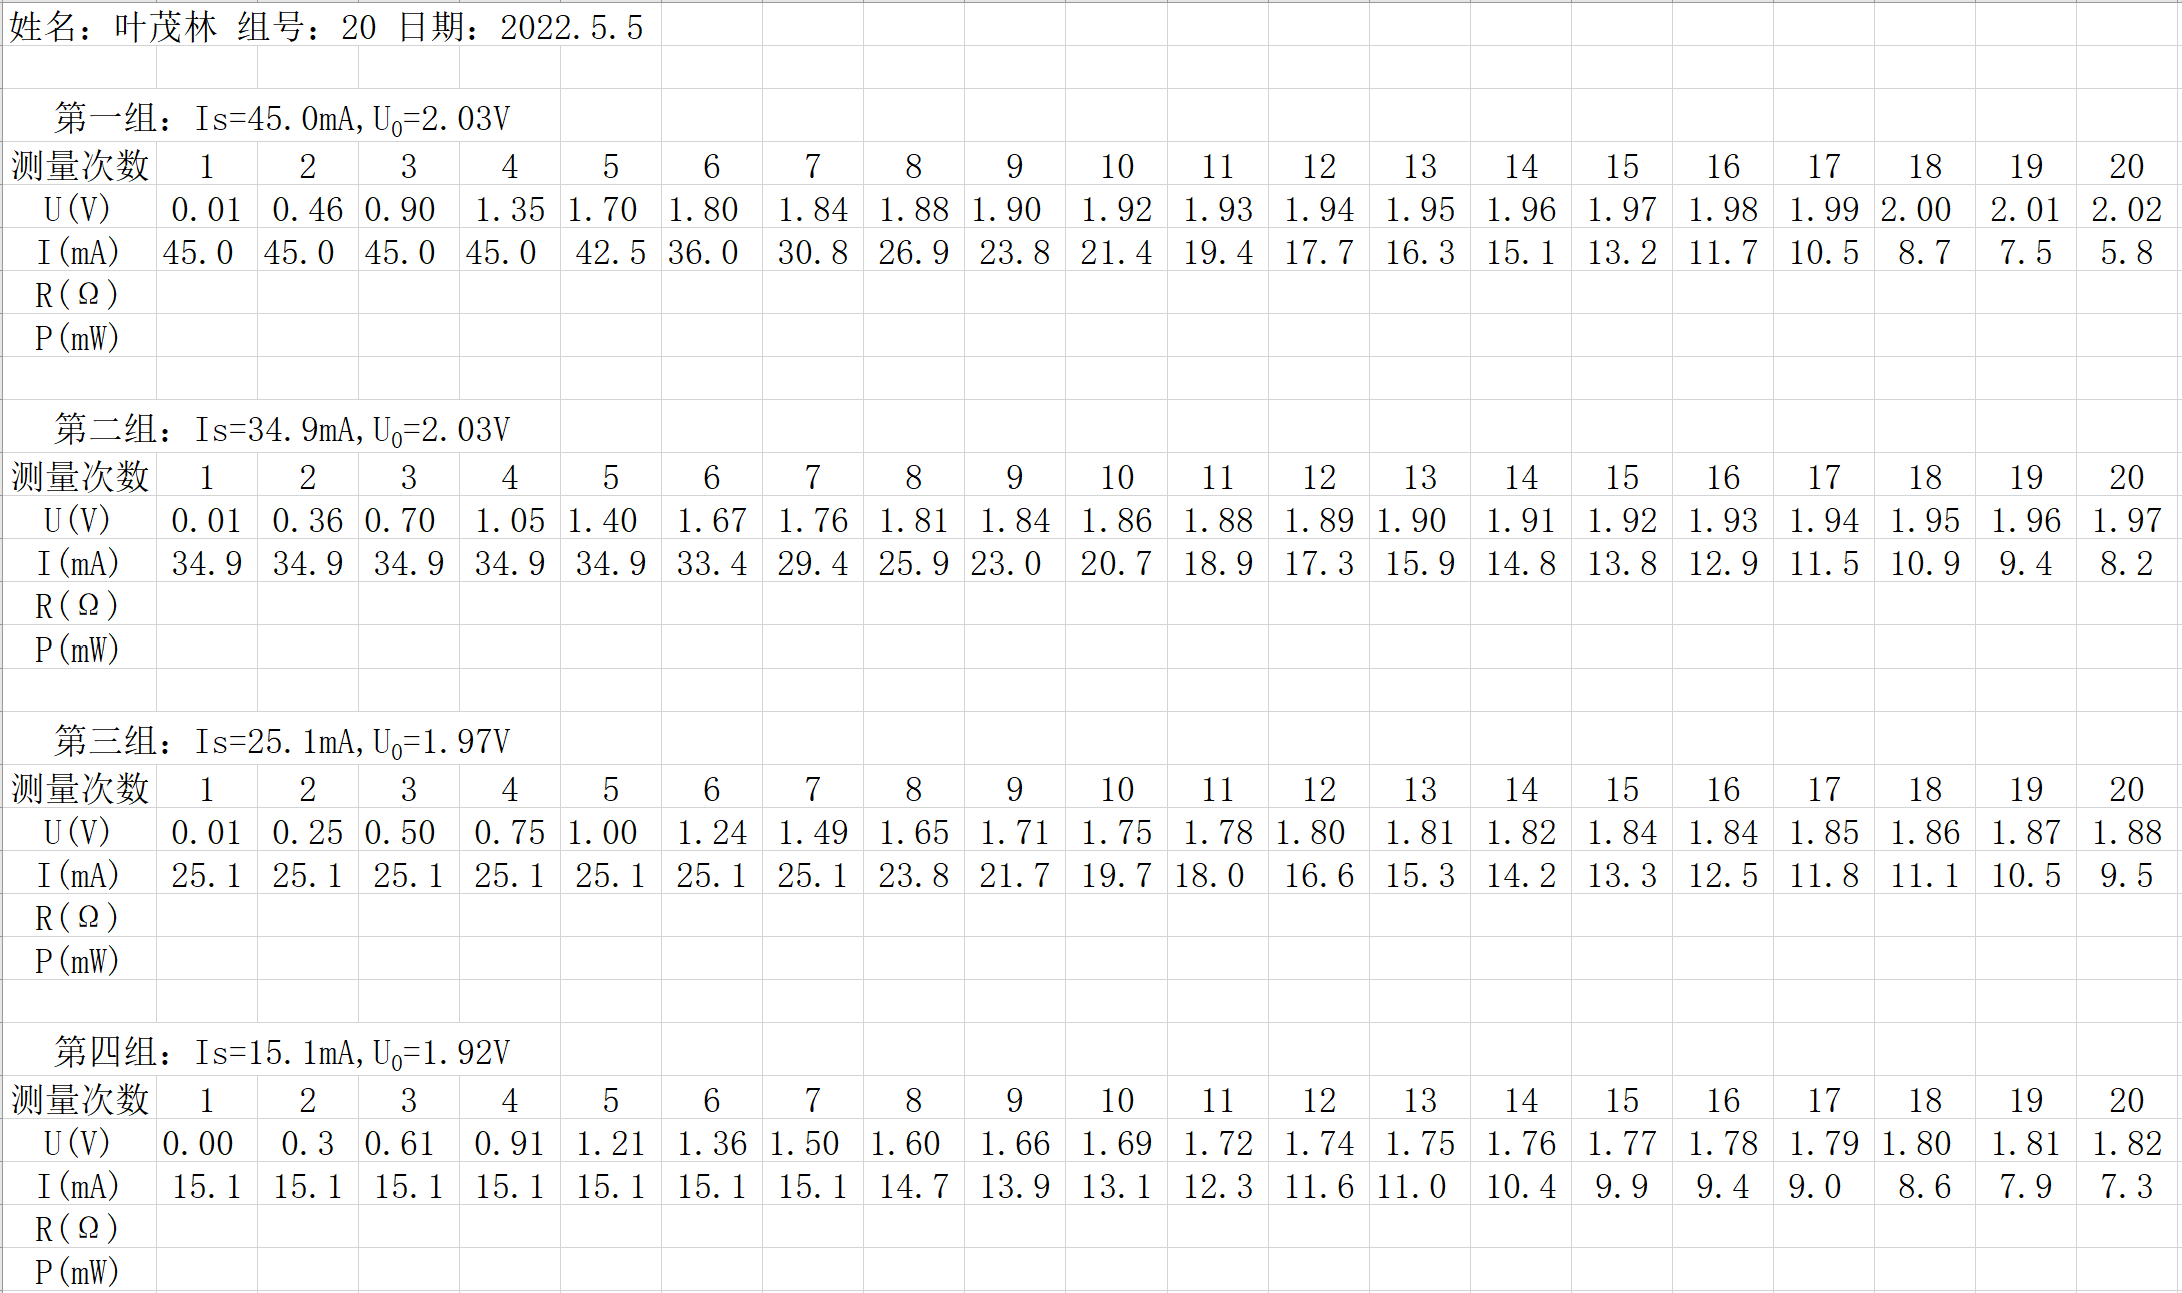 姓名：叶茂林 组号：20 日期：2022.5.5
第一组：Is=45.0mA,U₀=2.03V
测量次数 1 2 3 4 5 6 7 8 9 10 11 12 13 14 15 16 17 18 19 20
U(V) 0.01 0.46 0.90 1.35 1.70 1.80 1.84 1.88 1.90 1.92 1.93 1.94 1.95 1.96 1.97 1.98 1.99 2.00 2.01 2.02
I(mA) 45.0 45.0 45.0 45.0 42.5 36.0 30.8 26.9 23.8 21.4 19.4 17.7 16.3 15.1 13.2 11.7 10.5 8.7 7.5 5.8
R(Ω)
P(mW)
第二组：Is=34.9mA,U₀=2.03V
测量次数 1 2 3 4 5 6 7 8 9 10 11 12 13 14 15 16 17 18 19 20
U(V) 0.01 0.36 0.70 1.05 1.40 1.67 1.76 1.81 1.84 1.86 1.88 1.89 1.90 1.91 1.92 1.93 1.94 1.95 1.96 1.97
I(mA) 34.9 34.9 34.9 34.9 34.9 33.4 29.4 25.9 23.0 20.7 18.9 17.3 15.9 14.8 13.8 12.9 11.5 10.9 9.4 8.2
R(Ω)
P(mW)
第三组：Is=25.1mA,U₀=1.97V
测量次数 1 2 3 4 5 6 7 8 9 10 11 12 13 14 15 16 17 18 19 20
U(V) 0.01 0.25 0.50 0.75 1.00 1.24 1.49 1.65 1.71 1.75 1.78 1.80 1.81 1.82 1.84 1.84 1.85 1.86 1.87 1.88
I(mA) 25.1 25.1 25.1 25.1 25.1 25.1 25.1 23.8 21.7 19.7 18.0 16.6 15.3 14.2 13.3 12.5 11.8 11.1 10.5 9.5
R(Ω)
P(mW)
第四组：Is=15.1mA,U₀=1.92V
测量次数 1 2 3 4 5 6 7 8 9 10 11 12 13 14 15 16 17 18 19 20
U(V) 0.00 0.3 0.61 0.91 1.21 1.36 1.50 1.60 1.66 1.69 1.72 1.74 1.75 1.76 1.77 1.78 1.79 1.80 1.81 1.82
I(mA) 15.1 15.1 15.1 15.1 15.1 15.1 15.1 14.7 13.9 13.1 12.3 11.6 11.0 10.4 9.9 9.4 9.0 8.6 7.9 7.3
R(Ω)
P(mW)